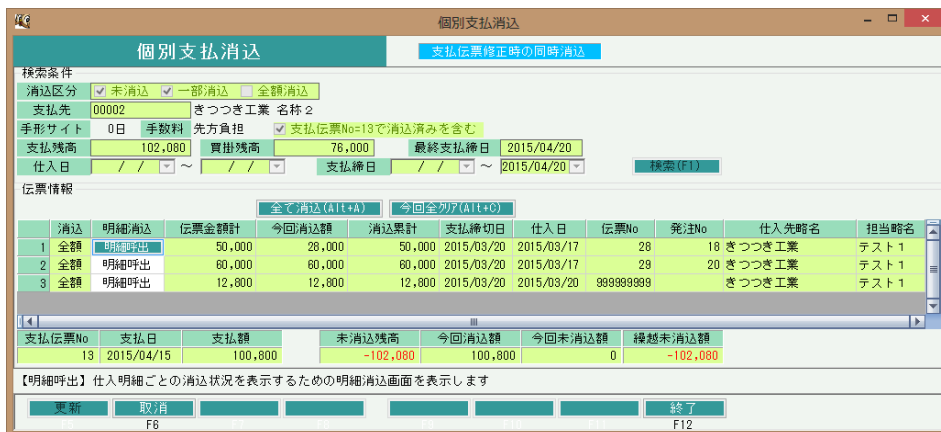 個別支払消込
個別支払消込 支払伝票修正時の同時消込
検索条件
消込区分 未消込 一部消込 全額消込
支払先 00002 きつつき工業 名称２
手形サイト 0日 手数料 先方負担 支払伝票No=13で消込済みを含む
支払残高 102,080 買掛残高 76,000 最終支払締日 2015/04/20
仕入日 / / ～ / / 支払締日 / / ～ 2015/04/20 検索(F1)
伝票情報
全て消込(Alt+A) 今回全クリア(Alt+C)
消込 明細消込 伝票金額計 今回消込額 消込累計 支払締切日 仕入日 伝票No 発注No 仕入先略名 担当略名
1 全額 明細呼出 50,000 28,000 50,000 2015/03/20 2015/03/17 28 18 きつつき工業 テスト１
2 全額 明細呼出 60,000 60,000 60,000 2015/03/20 2015/03/17 29 20 きつつき工業 テスト１
3 全額 明細呼出 12,800 12,800 12,800 2015/03/20 2015/03/20 999999999 きつつき工業 テスト１
支払伝票No 支払日 支払額 未消込残高 今回消込額 今回未消込額 繰越未消込額
13 2015/04/15 100,800 -102,080 100,800 0 -102,080
【明細呼出】仕入明細ごとの消込状況を表示するための明細消込画面を表示します
更新 取消 終了
F5 F6 F7 F8 F9 F10 F11 F12